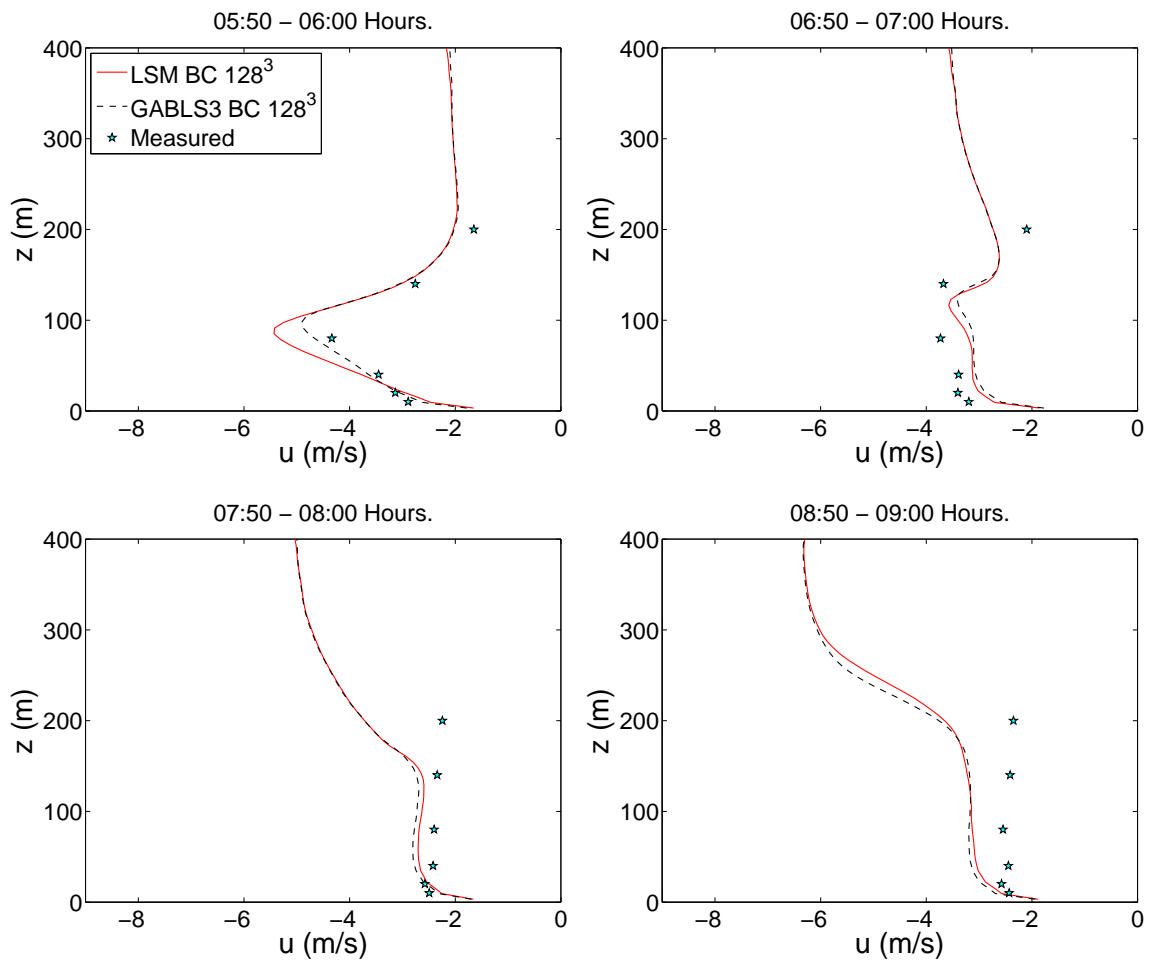 05:50 – 06:00 Hours.
400
300
200
100
0
z (m)
LSM BC 128³
GABLS3 BC 128³
Measured
−8
−6
−4
−2
0
u (m/s)
06:50 – 07:00 Hours.
400
300
200
100
0
z (m)
−8
−6
−4
−2
0
u (m/s)
07:50 – 08:00 Hours.
400
300
200
100
0
z (m)
−8
−6
−4
−2
0
u (m/s)
08:50 – 09:00 Hours.
400
300
200
100
0
z (m)
−8
−6
−4
−2
0
u (m/s)